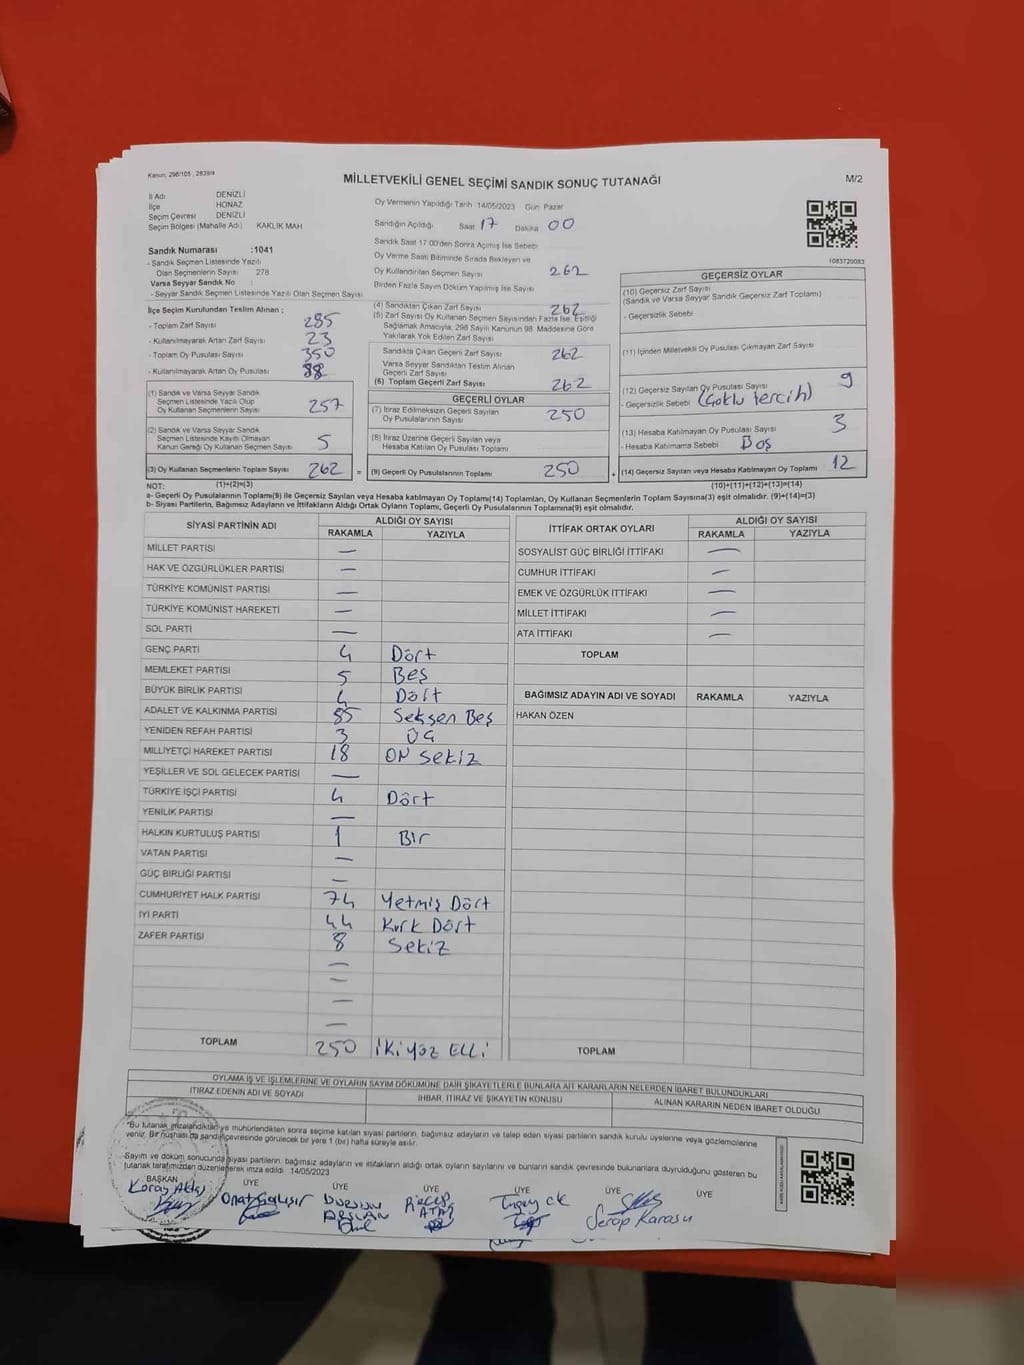 Kanun: 298/105 , 2839/4
MİLLETVEKİLİ GENEL SEÇİMİ SANDIK SONUÇ TUTANAĞI
M/2
İl Adı DENİZLİ
İlçe HONAZ
Seçim Çevresi DENİZLİ
Seçim Bölgesi (Mahalle Adı) KAKLIK MAH
Sandık Numarası :1041
- Sandık Seçmen Listesinde Yazılı
Olan Seçmenlerin Sayısı 278
Varsa Seyyar Sandık No :
- Seyyar Sandık Seçmen Listesinde Yazılı Olan Seçmen Sayısı
İlçe Seçim Kurulundan Teslim Alınan ;
- Toplam Zarf Sayısı 285
- Kullanılmayarak Artan Zarf Sayısı 23
- Toplam Oy Pusulası Sayısı 350
- Kullanılmayarak Artan Oy Pusulası 88
(1) Sandık ve Varsa Seyyar Sandık
Seçmen Listesinde Yazılı Olup
Oy Kullanan Seçmenlerin Sayısı 257
(2) Sandık ve Varsa Seyyar Sandık
Seçmen Listesinde Kayıtlı Olmayan
Kanun Gereği Oy Kullanan Seçmen Sayısı 5
(3) Oy Kullanan Seçmenlerin Toplam Sayısı 262
Oy Vermenin Yapıldığı Tarih 14/05/2023 Gün Pazar
Sandığın Açıldığı Saat 17 Dakika 00
Sandık Saat 17.00'den Sonra Açılmış İse Sebebi
Oy Verme Saati Bitiminde Sırada Bekleyen ve
Oy Kullandırılan Seçmen Sayısı 262
Birden Fazla Sayım Döküm Yapılmış İse Sayısı
(4) Sandıktan Çıkan Zarf Sayısı 262
(5) Zarf Sayısı Oy Kullanan Seçmen Sayısından Fazla İse, Eşitliği
Sağlamak Amacıyla, 298 Sayılı Kanunun 98. Maddesine Göre
Yakılarak Yok Edilen Zarf Sayısı
Sandıkta Çıkan Geçerli Zarf Sayısı 262
Varsa Seyyar Sandıktan Teslim Alınan
Geçerli Zarf Sayısı
(6) Toplam Geçerli Zarf Sayısı 262
GEÇERLİ OYLAR
(7) İtiraz Edilmeksizin Geçerli Sayılan
Oy Pusulalarının Sayısı 250
(8) İtiraz Üzerine Geçerli Sayılan veya
Hesaba Katılan Oy Pusulası Toplamı
= (9) Geçerli Oy Pusulalarının Toplamı 250
1083720083
GEÇERSİZ OYLAR
(10) Geçersiz Zarf Sayısı
(Sandık ve Varsa Seyyar Sandık Geçersiz Zarf Toplamı)
- Geçersizlik Sebebi
(11) İçinden Milletvekili Oy Pusulası Çıkmayan Zarf Sayısı
(12) Geçersiz Sayılan Oy Pusulası Sayısı 9
- Geçersizlik Sebebi (Çoklu Tercih)
(13) Hesaba Katılmayan Oy Pusulası Sayısı 3
- Hesaba Katılmama Sebebi Boş
+ (14) Geçersiz Sayılan veya Hesaba Katılmayan Oy Toplamı 12
NOT: (1)+(2)=(3) (10)+(11)+(12)+(13)=(14)
a- Geçerli Oy Pusulalarının Toplamı(9) ile Geçersiz Sayılan veya Hesaba katılmayan Oy Toplamı(14) Toplamları, Oy Kullanan Seçmenlerin Toplam Sayısına(3) eşit olmalıdır. (9)+(14)=(3)
b- Siyasi Partilerin, Bağımsız Adayların ve İttifakların Aldığı Ortak Oyların Toplamı, Geçerli Oy Pusulalarının Toplamına(9) eşit olmalıdır.
SİYASİ PARTİNİN ADI ALDIĞI OY SAYISI
RAKAMLA YAZIYLA
MİLLET PARTİSI —
HAK VE ÖZGÜRLÜKLER PARTİSİ —
TÜRKİYE KOMÜNİST PARTİSİ —
TÜRKİYE KOMÜNİST HAREKETİ —
SOL PARTİ —
GENÇ PARTİ 4 Dört
MEMLEKET PARTİSİ 5 Beş
BÜYÜK BİRLİK PARTİSİ 4 Dört
ADALET VE KALKINMA PARTİSİ 85 Seksen Beş
YENİDEN REFAH PARTİSİ 3 Üç
MİLLİYETÇİ HAREKET PARTİSİ 18 ON Sekiz
YEŞİLLER VE SOL GELECEK PARTİSİ —
TÜRKİYE İŞÇİ PARTİSİ 4 Dört
YENİLİK PARTİSİ —
HALKIN KURTULUŞ PARTİSİ 1 Bir
VATAN PARTİSİ —
GÜÇ BİRLİĞİ PARTİSİ —
CUMHURİYET HALK PARTİSİ 74 Yetmiş Dört
İYİ PARTİ 44 Kırk Dört
ZAFER PARTİSİ 8 Sekiz
—
—
—
—
TOPLAM 250 İKİ yüz ELLİ
İTTİFAK ORTAK OYLARI ALDIĞI OY SAYISI
RAKAMLA YAZIYLA
SOSYALİST GÜÇ BİRLİĞİ İTTİFAKI —
CUMHUR İTTİFAKI —
EMEK VE ÖZGÜRLÜK İTTİFAKI —
MİLLET İTTİFAKI —
ATA İTTİFAKI —
TOPLAM
BAĞIMSIZ ADAYIN ADI VE SOYADI RAKAMLA YAZIYLA
HAKAN ÖZEN
TOPLAM
OYLAMA İŞ VE İŞLEMLERİNE VE OYLARIN SAYIM DÖKÜMÜNE DAİR ŞİKAYETLERLE BUNLARA AİT KARARLARIN NELERDEN İBARET BULUNDUKLARI
İTİRAZ EDENİN ADI VE SOYADI İHBAR, İTİRAZ VE ŞİKAYETİN KONUSU ALINAN KARARIN NEDEN İBARET OLDUĞU
*Bu tutanak imzalandıktan ve mühürlendikten sonra seçime katılan siyasi partilerin, bağımsız adayların ve talep eden siyasi partilerin sandık kurulu üyelerine veya gözlemcilerine
verilir. Bir nüshası da sandık çevresinde görülecek bir yere 1 (bir) hafta süreyle asılır.
Sayım ve döküm sonucunda siyasi partilerin, bağımsız adayların ve ittifakların aldığı ortak oyların sayılarını ve bunların sandık çevresinde bulunanlara duyrulduğunu gösteren bu
tutanak tarafımızdan düzenlenerek imza edildi. 14/05/2023
BAŞKAN ÜYE ÜYE ÜYE ÜYE ÜYE ÜYE
Koray Aktaş Onat Çalışır DURSUN ARSLAN Recep ATAŞ Serap Karasu